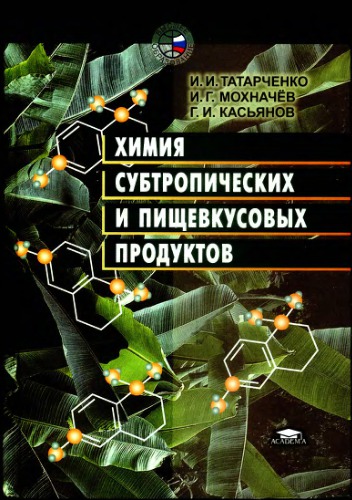 И. И. ТАТАРЧЕНКО
И. Г. МОХНАЧЁВ
Г. И. КАСЬЯНОВ
ХИМИЯ
СУБТРОПИЧЕСКИХ
И ПИЩЕВКУСОВЫХ
ПРОДУКТОВ
ACADEMA